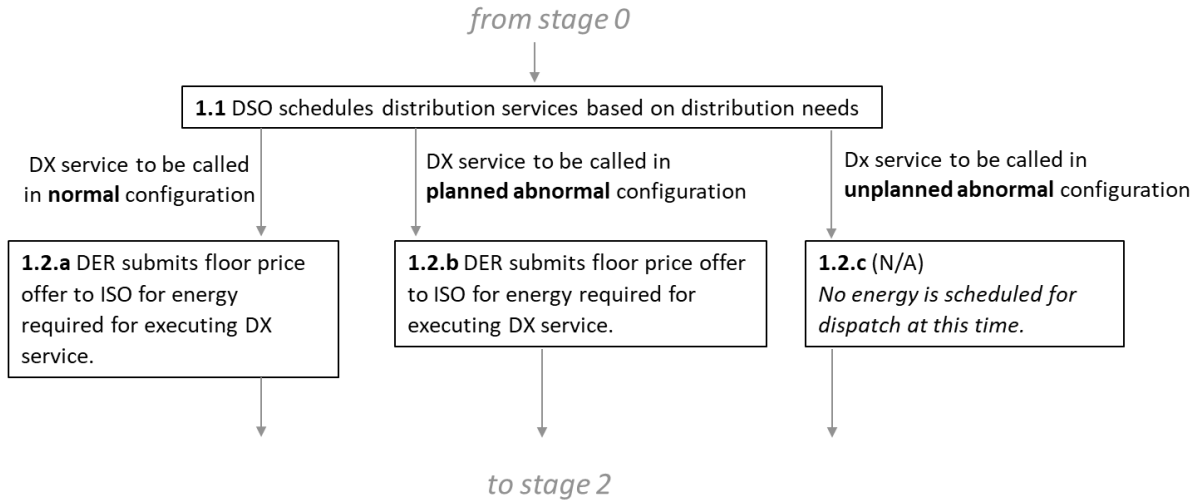 from stage 0
1.1 DSO schedules distribution services based on distribution needs
DX service to be called
in normal configuration
DX service to be called in
planned abnormal configuration
Dx service to be called in
unplanned abnormal configuration
1.2.a DER submits floor price
offer to ISO for energy
required for executing DX
service.
1.2.b DER submits floor price offer
to ISO for energy required for
executing DX service.
1.2.c (N/A)
No energy is scheduled for
dispatch at this time.
to stage 2